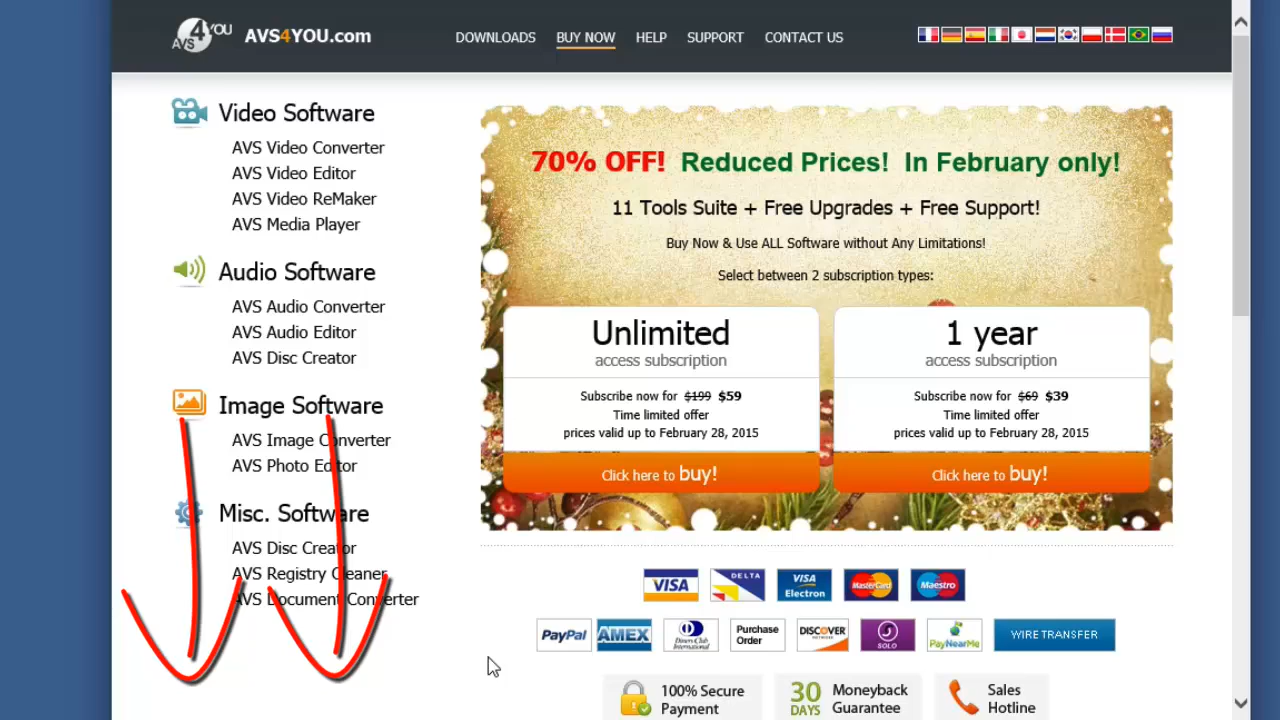 AVS4YOU AVS4YOU.com DOWNLOADS BUY NOW HELP SUPPORT CONTACT US
Video Software
AVS Video Converter
AVS Video Editor
AVS Video ReMaker
AVS Media Player
Audio Software
AVS Audio Converter
AVS Audio Editor
AVS Disc Creator
Image Software
AVS Image Converter
AVS Photo Editor
Misc. Software
AVS Disc Creator
AVS Registry Cleaner
AVS Document Converter
70% OFF! Reduced Prices! In February only!
11 Tools Suite + Free Upgrades + Free Support!
Buy Now & Use ALL Software without Any Limitations!
Select between 2 subscription types:
Unlimited
access subscription
Subscribe now for $199 $59
Time limited offer
prices valid up to February 28, 2015
Click here to buy!
1 year
access subscription
Subscribe now for $69 $39
Time limited offer
prices valid up to February 28, 2015
Click here to buy!
VISA DELTA VISA Electron MasterCard Maestro
PayPal AMEX Diners Club International Purchase Order DISCOVER NETWORK SOLO PayNearMe WIRE TRANSFER
100% Secure
Payment
30 DAYS
Moneyback
Guarantee
Sales
Hotline